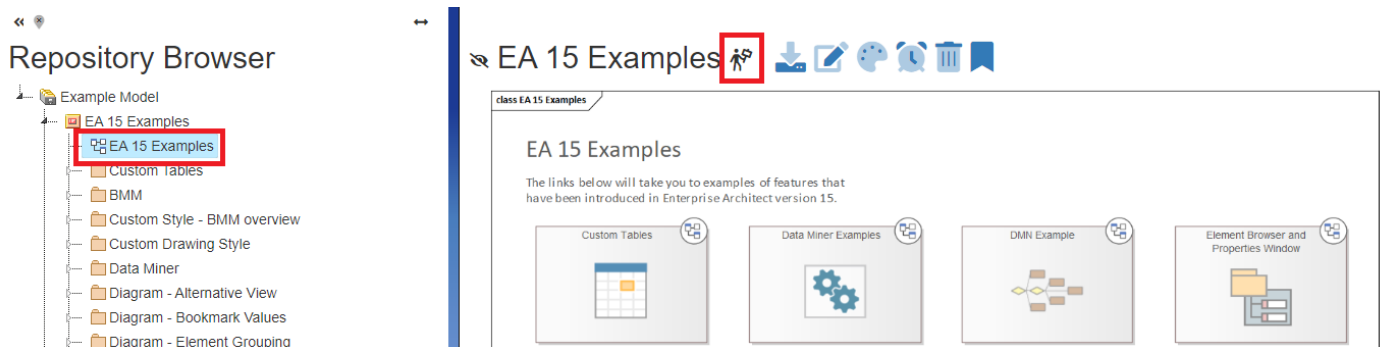 Repository Browser
Example Model
EA 15 Examples
EA 15 Examples
Custom Tables
BMM
Custom Style - BMM overview
Custom Drawing Style
Data Miner
Diagram - Alternative View
Diagram - Bookmark Values
Diagram - Element Grouping
EA 15 Examples
class EA 15 Examples
EA 15 Examples
The links below will take you to examples of features that
have been introduced in Enterprise Architect version 15.
Custom Tables
Data Miner Examples
DMN Example
Element Browser and
Properties Window